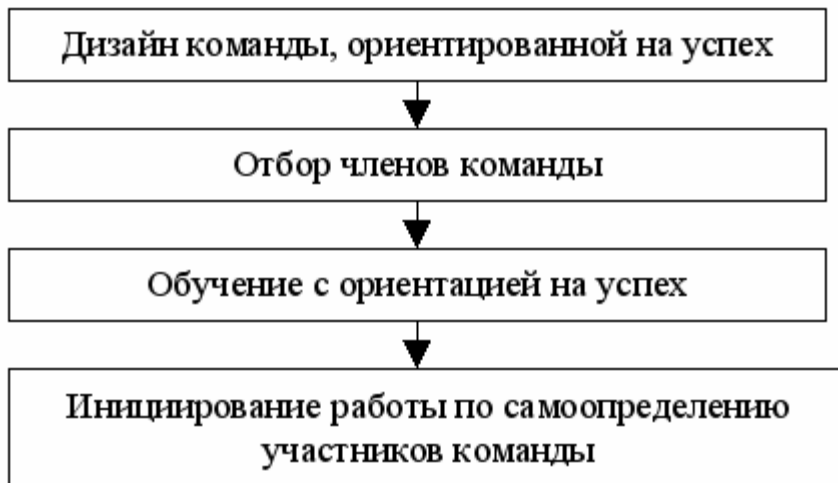 Дизайн команды, ориентированной на успех
Отбор членов команды
Обучение с ориентацией на успех
Инициирование работы по самоопределению
участников команды